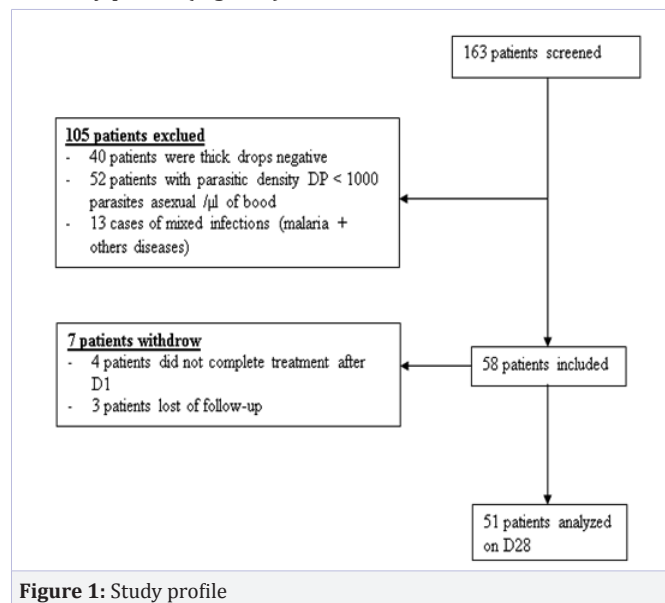 163 patients screened
105 patients exclued
- 40 patients were thick drops negative
- 52 patients with parasitic density DP < 1000
parasites asexual /µl of bood
- 13 cases of mixed infections (malaria +
others diseases)
7 patients withdrow
- 4 patients did not complete treatment after
D1
- 3 patients lost of follow-up
58 patients included
51 patients analyzed
on D28
Figure 1: Study profile